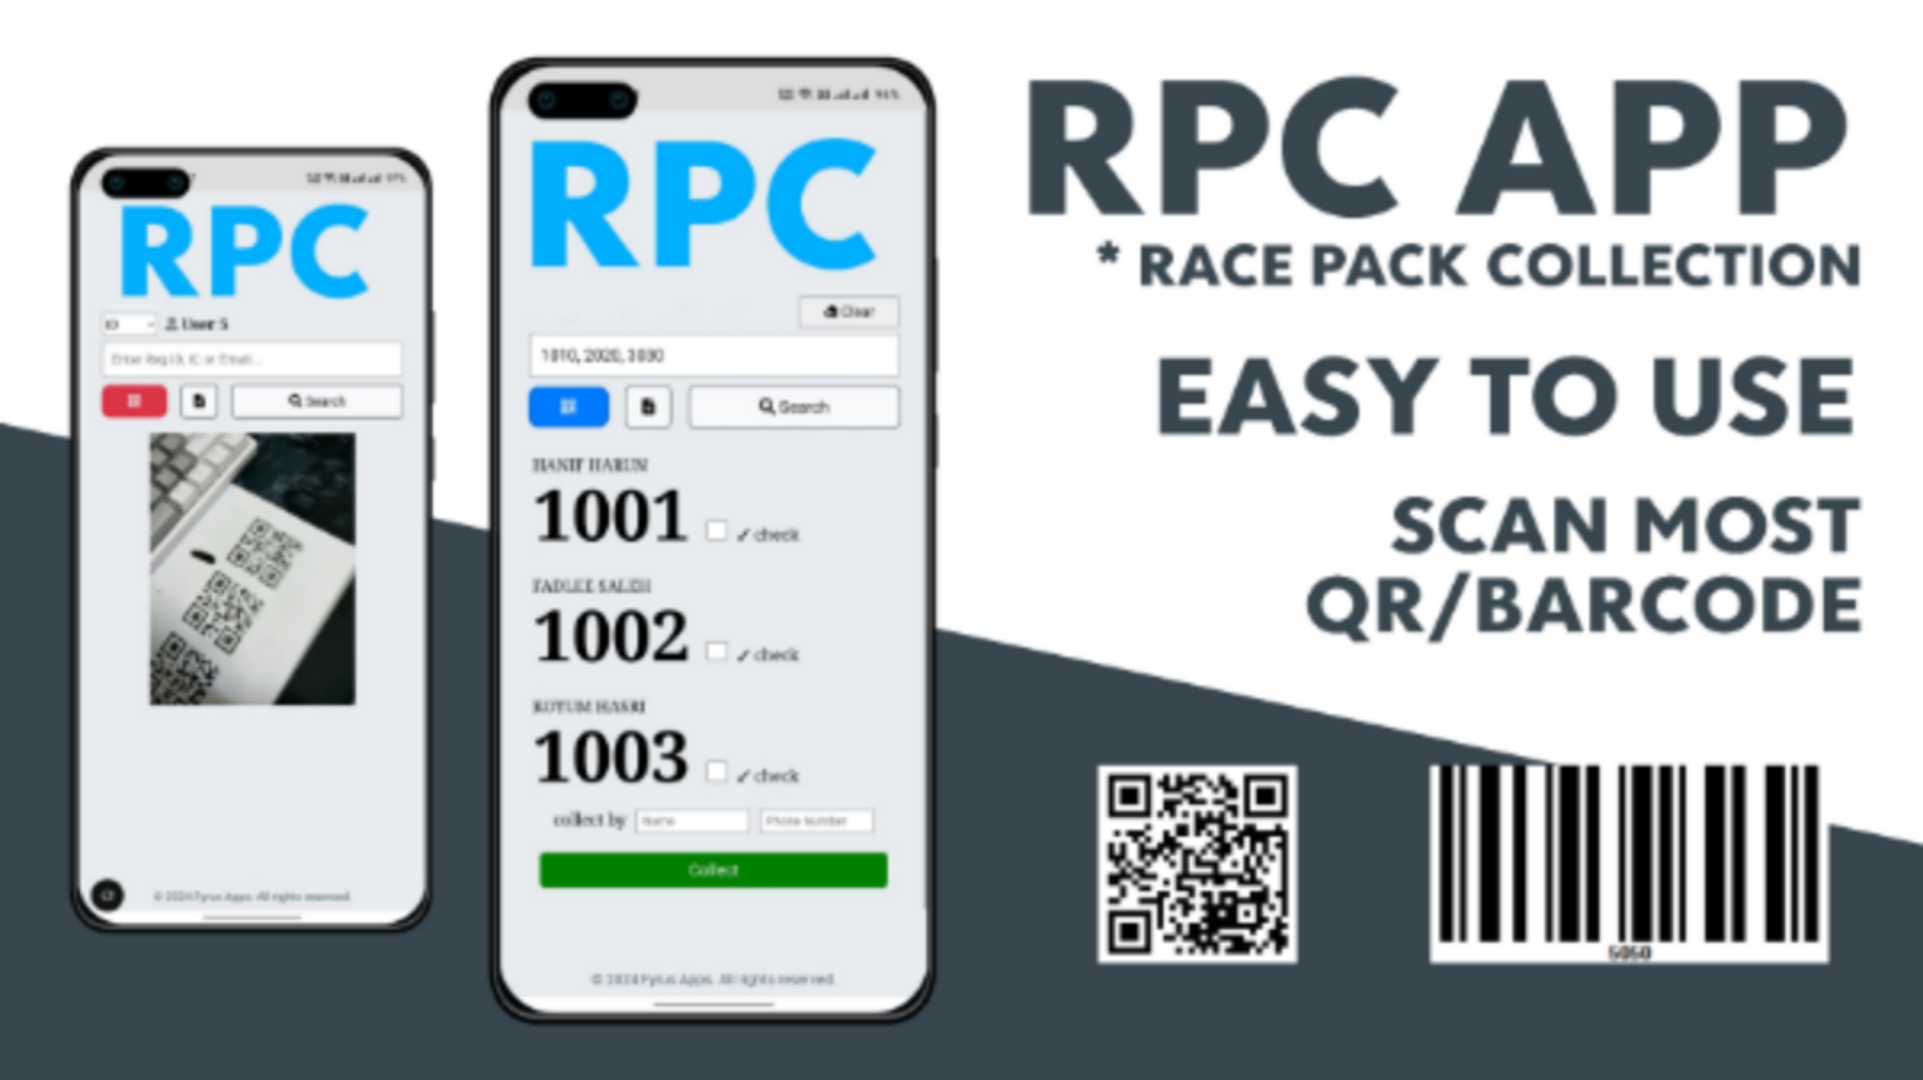 RPC
ID
User 5
Enter Reg ID, IC or Email...
Search
© 2024 Fyrus Apps. All rights reserved.
RPC
Clear
1010, 2020, 3030
Search
HANIF HARUN
1001
check
FADLEE SALEH
1002
check
KOYUM HASRI
1003
check
collect by
Name
Phone Number
Collect
© 2024 Fyrus Apps. All rights reserved.
RPC APP
* RACE PACK COLLECTION
EASY TO USE
SCAN MOST
QR/BARCODE
5050